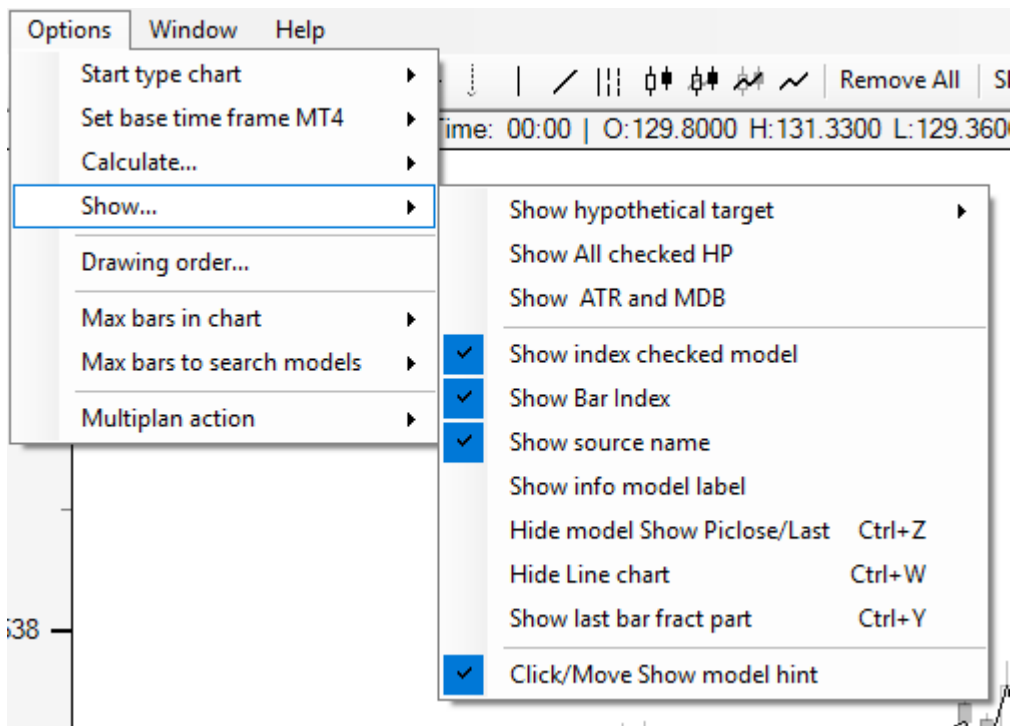 Options Window Help
Start type chart
Set base time frame MT4
Calculate...
Show...
Drawing order...
Max bars in chart
Max bars to search models
Multiplan action
Remove All
ime: 00:00 | O:129.8000 H:131.3300 L:129.360
Show hypothetical target
Show All checked HP
Show ATR and MDB
Show index checked model
Show Bar Index
Show source name
Show info model label
Hide model Show Piclose/Last Ctrl+Z
Hide Line chart Ctrl+W
Show last bar fract part Ctrl+Y
Click/Move Show model hint
538